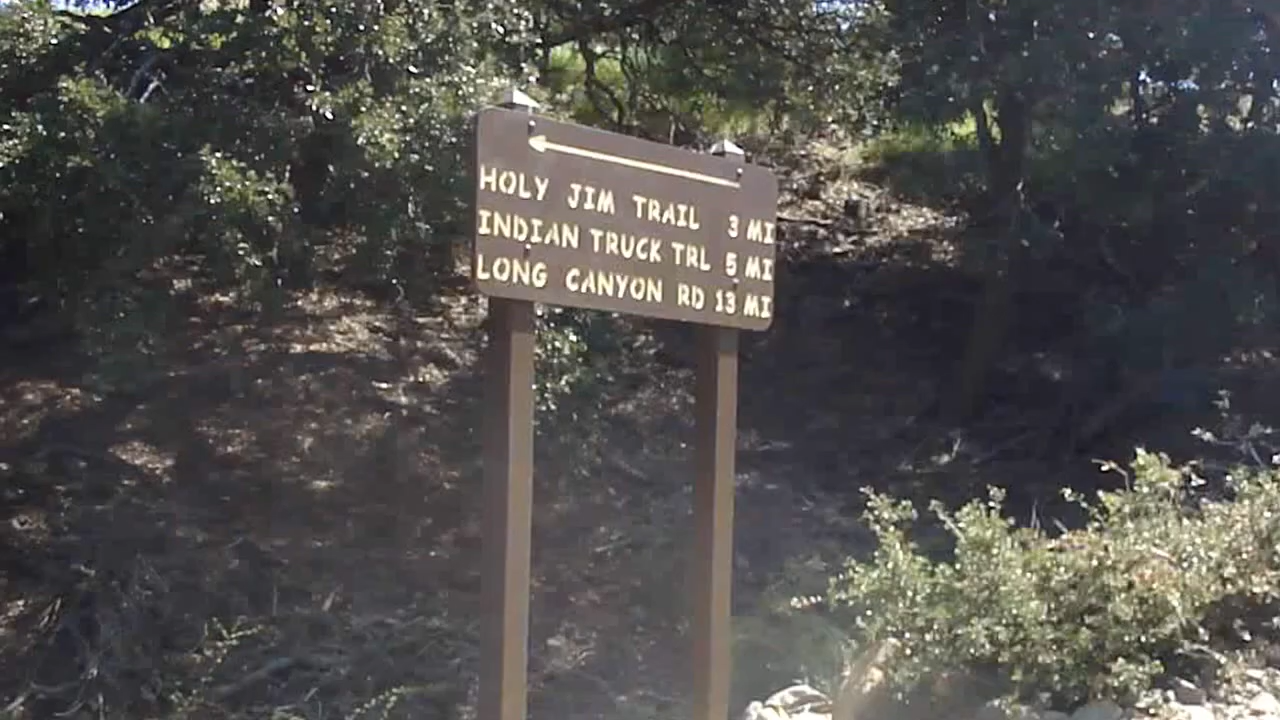 HOLY JIM TRAIL 3 MI
INDIAN TRUCK TRL 5 MI
LONG CANYON RD 13 MI